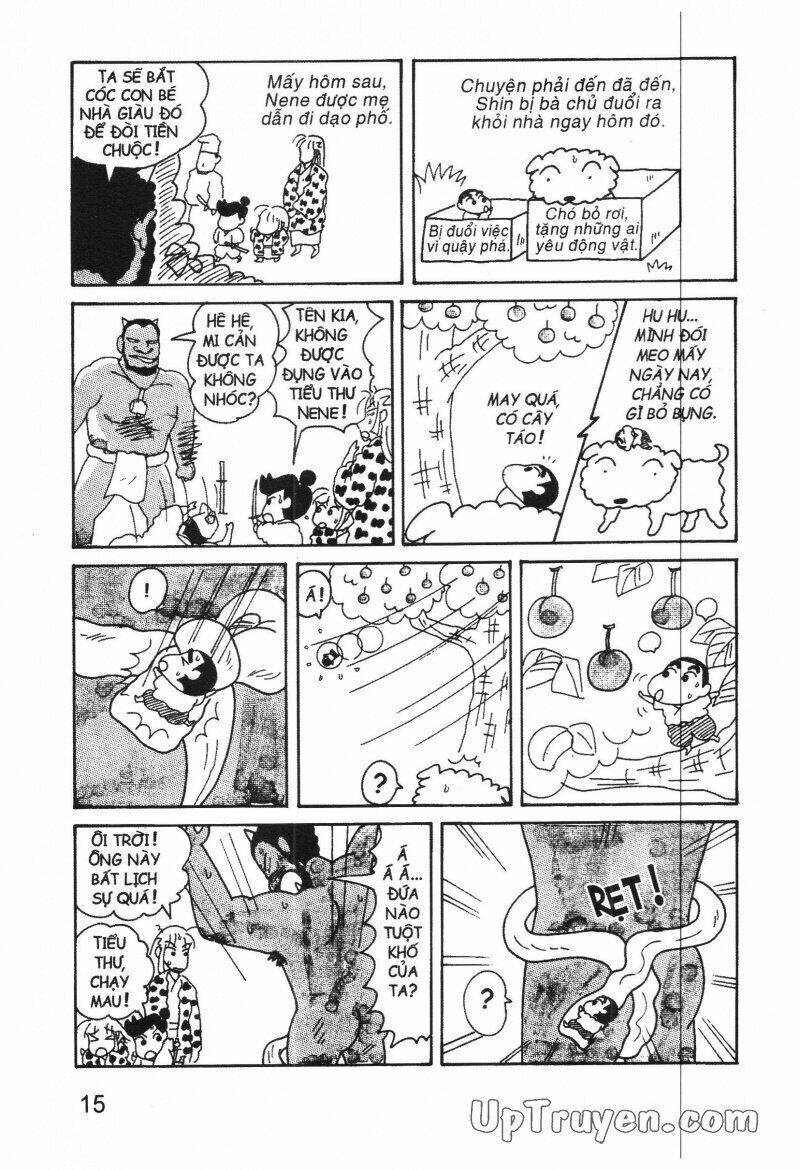 Chuyện phải đến đã đến,
Shin bị bà chủ đuổi ra
khỏi nhà ngay hôm đó.
Bị đuổi việc
vì quậy phá.
Chó bỏ rơi,
tặng những ai
yêu động vật.
Mấy hôm sau,
Nene được mẹ
dẫn đi dạo phố.
TA SẼ BẮT
CÓC CON BÉ
NHÀ GIÀU ĐÓ
ĐỂ ĐÒI TIỀN
CHUỘC!
HU HU...
MÌNH ĐÓI
MEO MẤY
NGÀY NAY,
CHẲNG CÓ
GÌ BỎ BỤNG.
MAY QUÁ,
CÓ CÂY
TÁO!
TÊN KIA,
KHÔNG
ĐƯỢC
ĐỤNG VÀO
TIỂU THƯ
NENE!
HÊ HÊ,
MI CẢN
ĐƯỢC TA
KHÔNG
NHÓC?
Á!
?
!
RẸT!
?
Á
Á Á...
ĐỨA
NÀO
TUỘT
KHỐ
CỦA
TA?
ÔI TRỜI!
ÔNG NÀY
BẤT LỊCH
SỰ QUÁ!
TIỂU
THƯ,
CHẠY
MAU!
15
UpTruyen.com